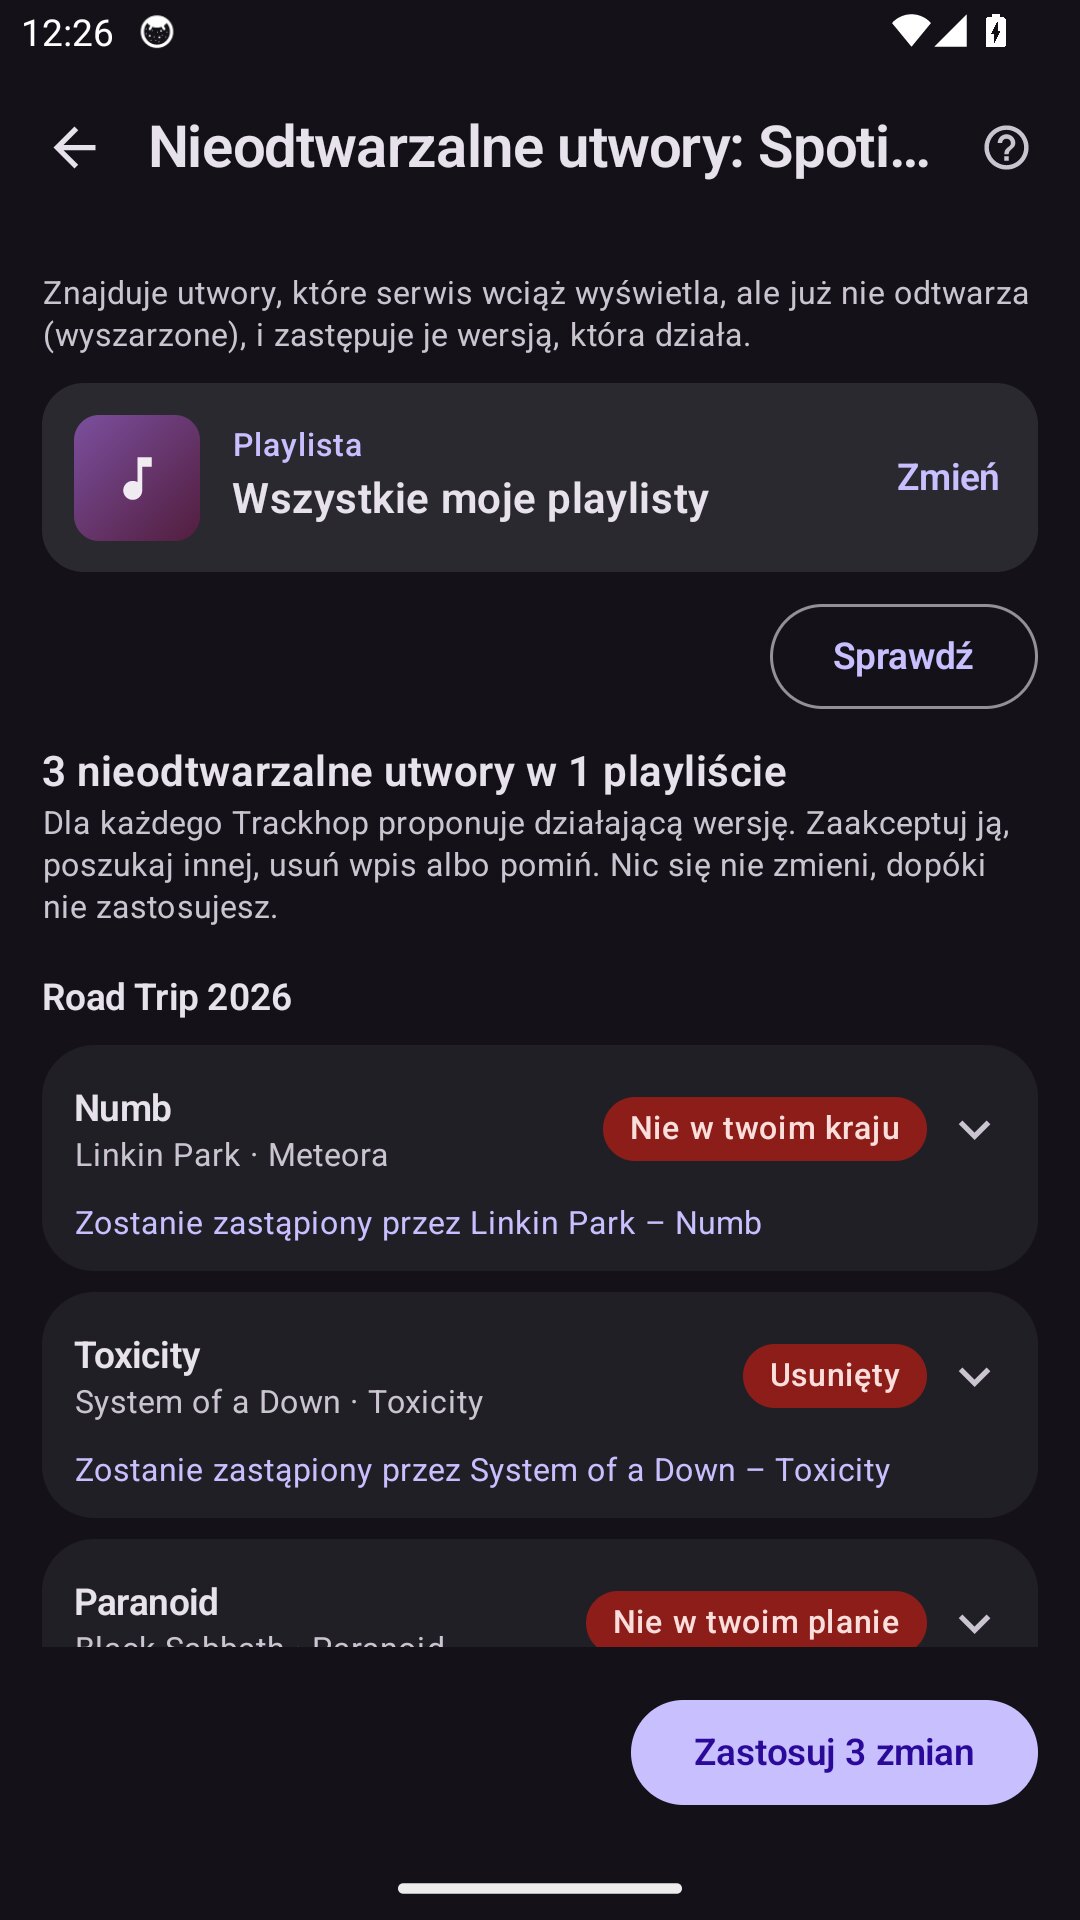 12:26
Nieodtwarzalne utwory: Spoti...
Znajduje utwory, które serwis wciąż wyświetla, ale już nie odtwarza
(wyszarzone), i zastępuje je wersją, która działa.
Playlista
Wszystkie moje playlisty
Zmień
Sprawdź
3 nieodtwarzalne utwory w 1 playliście
Dla każdego Trackhop proponuje działającą wersję. Zaakceptuj ją,
poszukaj innej, usuń wpis albo pomiń. Nic się nie zmieni, dopóki
nie zastosujesz.
Road Trip 2026
Numb
Nie w twoim kraju
Linkin Park · Meteora
Zostanie zastąpiony przez Linkin Park – Numb
Toxicity
Usunięty
System of a Down · Toxicity
Zostanie zastąpiony przez System of a Down – Toxicity
Paranoid
Nie w twoim planie
Black Sabbath · Paranoid
Zastosuj 3 zmian